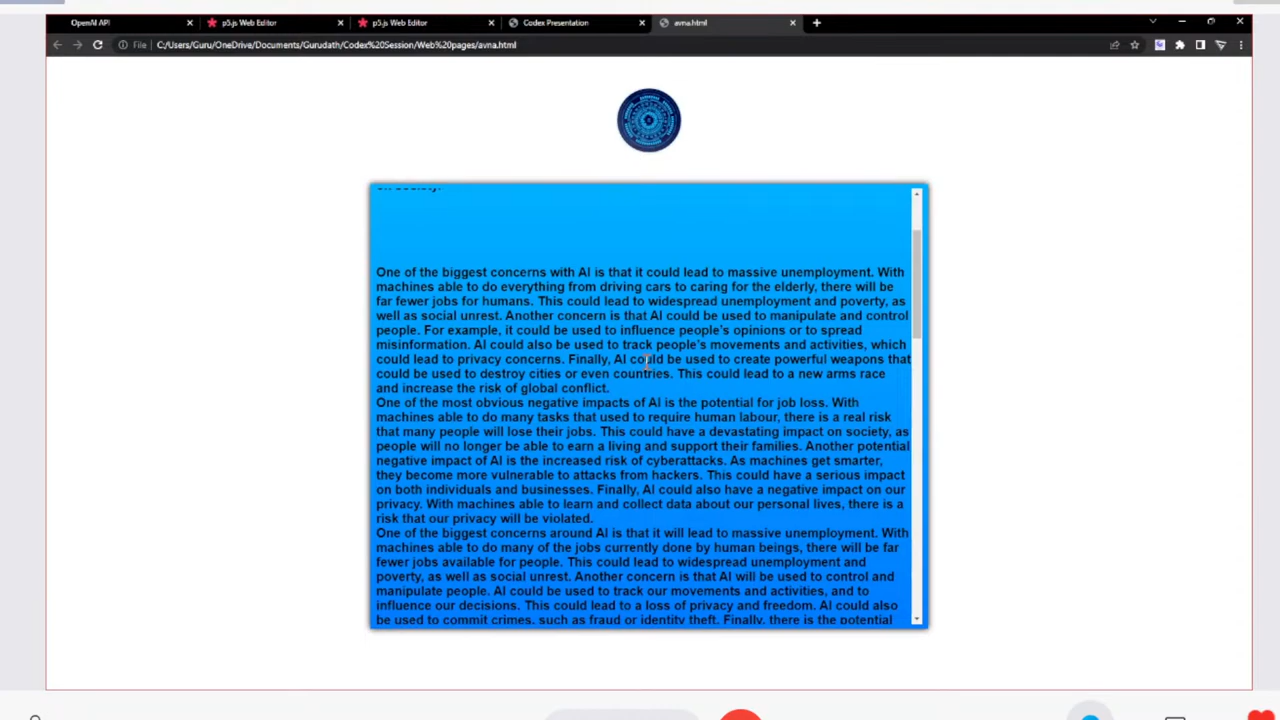 OpenAI API
p5.js Web Editor
p5.js Web Editor
Codex Presentation
avna.html
File
C:/Users/Guru/OneDrive/Documents/Gurudath/Codex%20Session/Web%20pages/avna.html
on society.
One of the biggest concerns with AI is that it could lead to massive unemployment. With
machines able to do everything from driving cars to caring for the elderly, there will be
far fewer jobs for humans. This could lead to widespread unemployment and poverty, as
well as social unrest. Another concern is that AI could be used to manipulate and control
people. For example, it could be used to influence people's opinions or to spread
misinformation. AI could also be used to track people's movements and activities, which
could lead to privacy concerns. Finally, AI could be used to create powerful weapons that
could be used to destroy cities or even countries. This could lead to a new arms race
and increase the risk of global conflict.
One of the most obvious negative impacts of AI is the potential for job loss. With
machines able to do many tasks that used to require human labour, there is a real risk
that many people will lose their jobs. This could have a devastating impact on society, as
people will no longer be able to earn a living and support their families. Another potential
negative impact of AI is the increased risk of cyberattacks. As machines get smarter,
they become more vulnerable to attacks from hackers. This could have a serious impact
on both individuals and businesses. Finally, AI could also have a negative impact on our
privacy. With machines able to learn and collect data about our personal lives, there is a
risk that our privacy will be violated.
One of the biggest concerns around AI is that it will lead to massive unemployment. With
machines able to do many of the jobs currently done by human beings, there will be far
fewer jobs available for people. This could lead to widespread unemployment and
poverty, as well as social unrest. Another concern is that AI will be used to control and
manipulate people. AI could be used to track our movements and activities, and to
influence our decisions. This could lead to a loss of privacy and freedom. AI could also
be used to commit crimes, such as fraud or identity theft. Finally, there is the potential